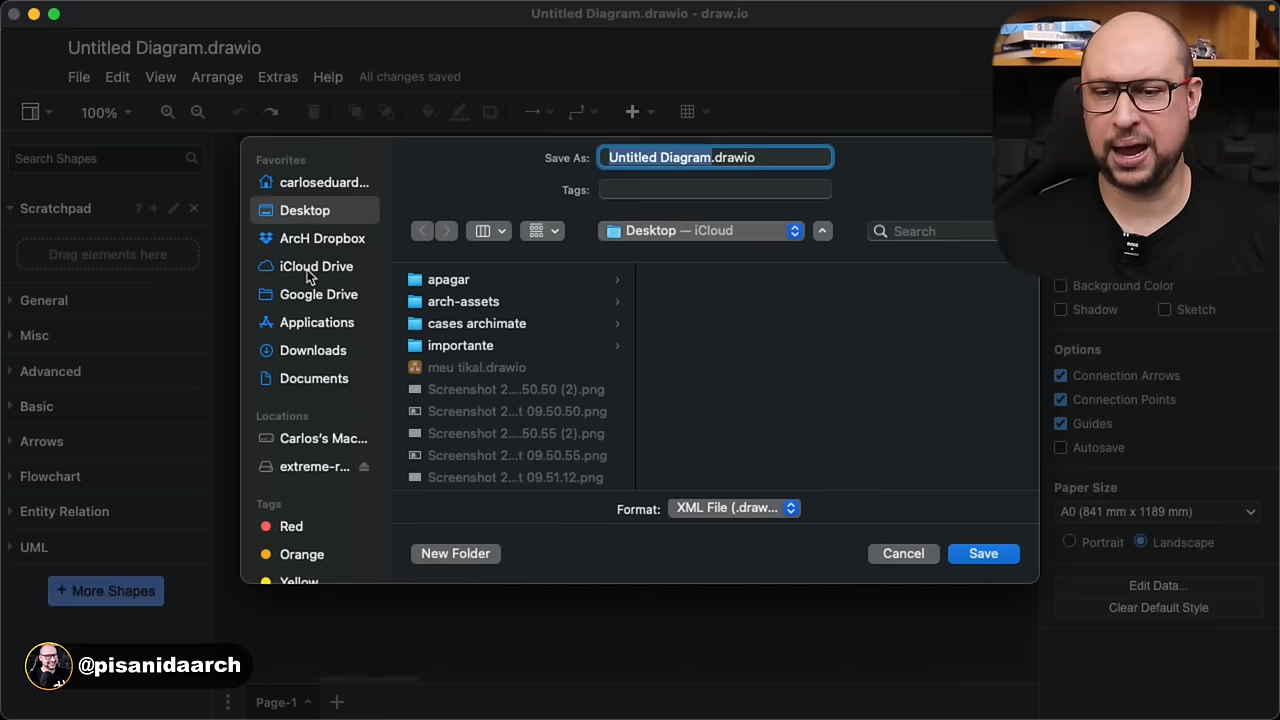 Untitled Diagram.drawio - draw.io
Untitled Diagram.drawio
File Edit View Arrange Extras Help All changes saved
100%
Search Shapes
Scratchpad
Drag elements here
General
Misc
Advanced
Basic
Arrows
Flowchart
Entity Relation
UML
+ More Shapes
Favorites
carloseduard...
Desktop
ArcH Dropbox
iCloud Drive
Google Drive
Applications
Downloads
Documents
Locations
Carlos's Mac...
extreme-r...
Tags
Red
Orange
Yellow
Save As: Untitled Diagram.drawio
Tags:
Desktop — iCloud
Search
apagar
arch-assets
cases archimate
importante
meu tikal.drawio
Screenshot 2....50.50 (2).png
Screenshot 2...t 09.50.50.png
Screenshot 2....50.55 (2).png
Screenshot 2...t 09.50.55.png
Screenshot 2...t 09.51.12.png
Format: XML File (.draw...
New Folder
Cancel
Save
Background Color
Shadow Sketch
Options
Connection Arrows
Connection Points
Guides
Autosave
Paper Size
A0 (841 mm x 1189 mm)
Portrait Landscape
Edit Data...
Clear Default Style
@pisanidaarch
Page-1